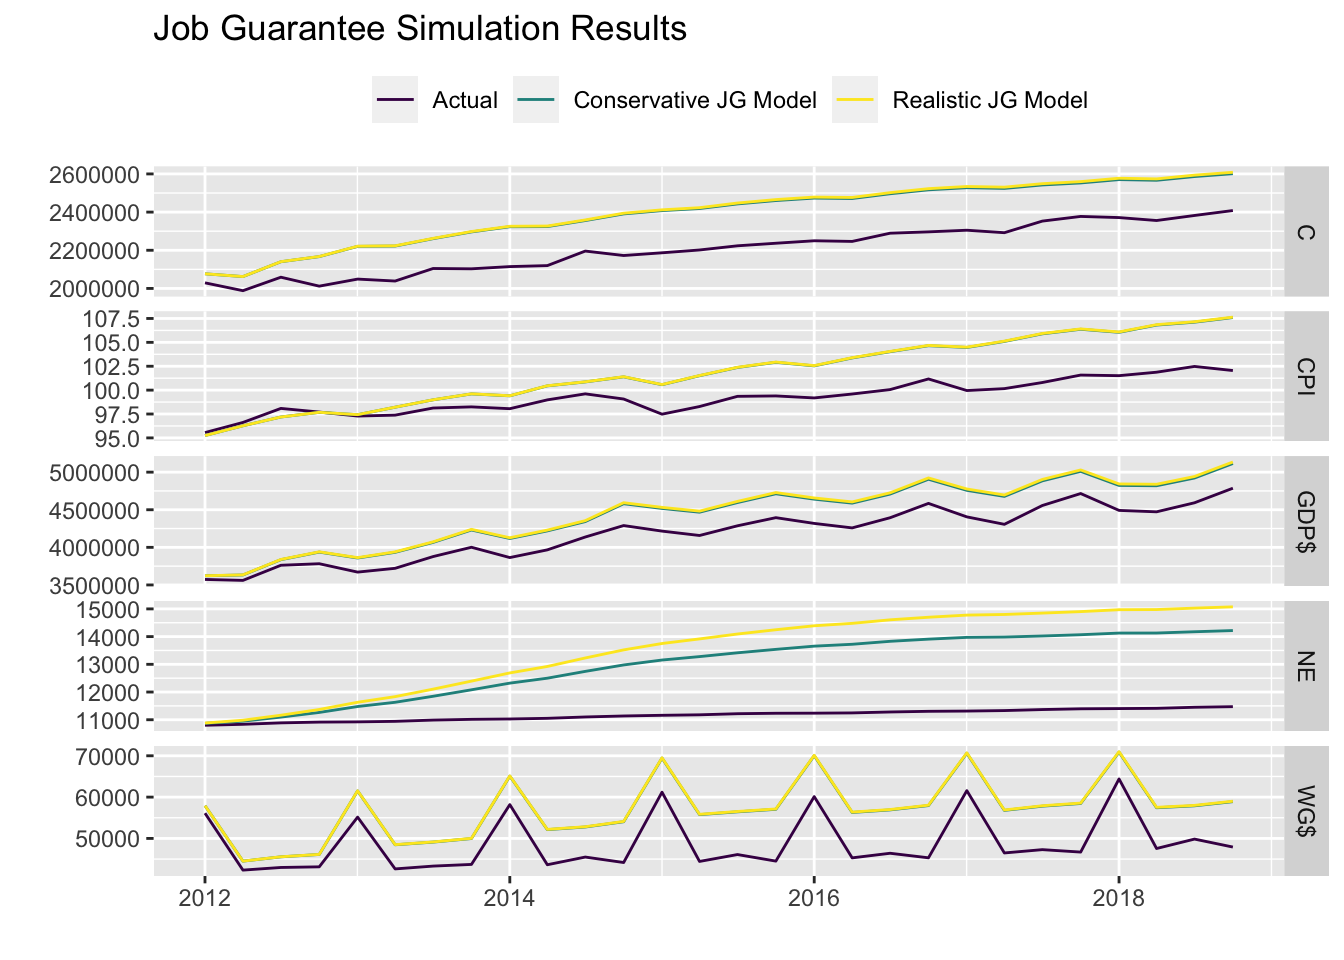 Job Guarantee Simulation Results
Actual Conservative JG Model Realistic JG Model
2600000
2400000
2200000
2000000
C
107.5
105.0
102.5
100.0
97.5
95.0
CPI
5000000
4500000
4000000
3500000
GDP$
15000
14000
13000
12000
11000
NE
70000
60000
50000
WG$
2012 2014 2016 2018